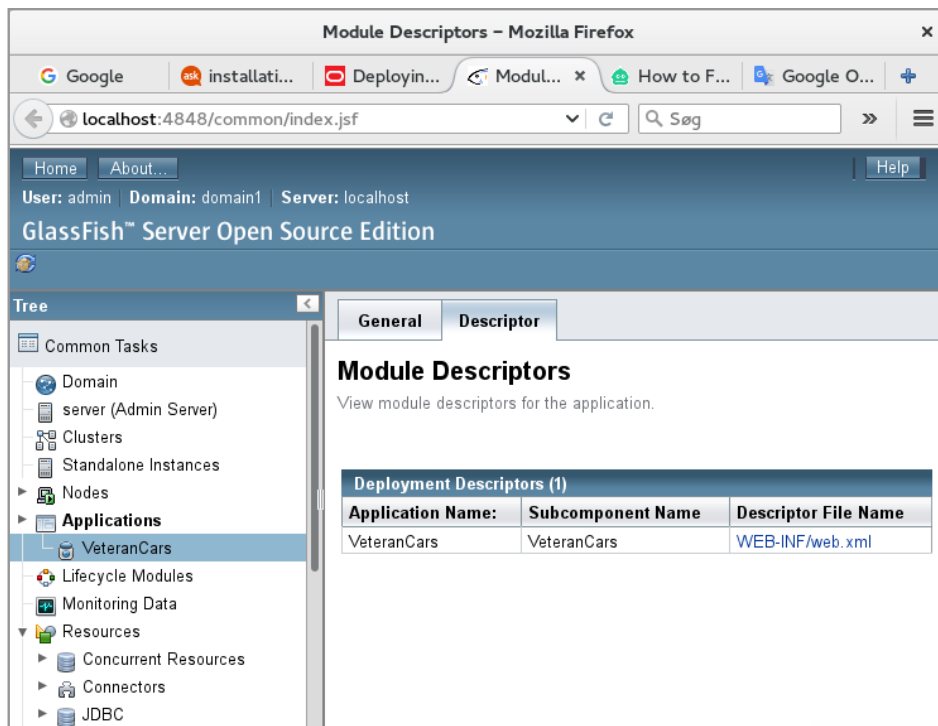 Module Descriptors – Mozilla Firefox
Google
installati...
Deployin...
Modul...
How to F...
Google O...
localhost:4848/common/index.jsf
Søg
Home
About...
Help
User: admin Domain: domain1 Server: localhost
GlassFish™ Server Open Source Edition
Tree
General
Descriptor
Common Tasks
Domain
server (Admin Server)
Clusters
Standalone Instances
Nodes
Applications
VeteranCars
Lifecycle Modules
Monitoring Data
Resources
Concurrent Resources
Connectors
JDBC
Module Descriptors
View module descriptors for the application.
Deployment Descriptors (1)
Application Name: Subcomponent Name Descriptor File Name
VeteranCars VeteranCars WEB-INF/web.xml